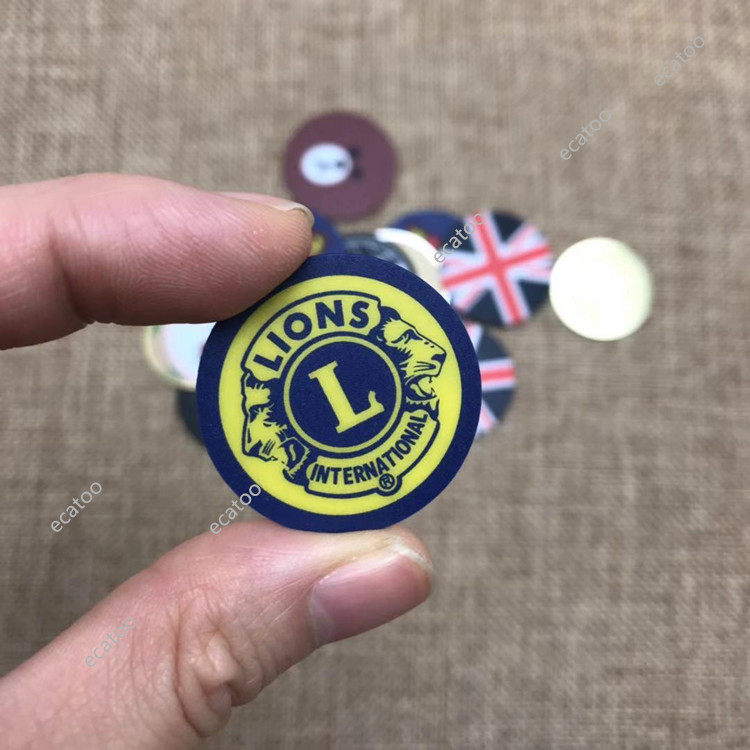 ecatoo
ecatoo
ecatoo
LIONS
L
INTERNATIONAL
®
ecatoo
ecatoo
ecatoo